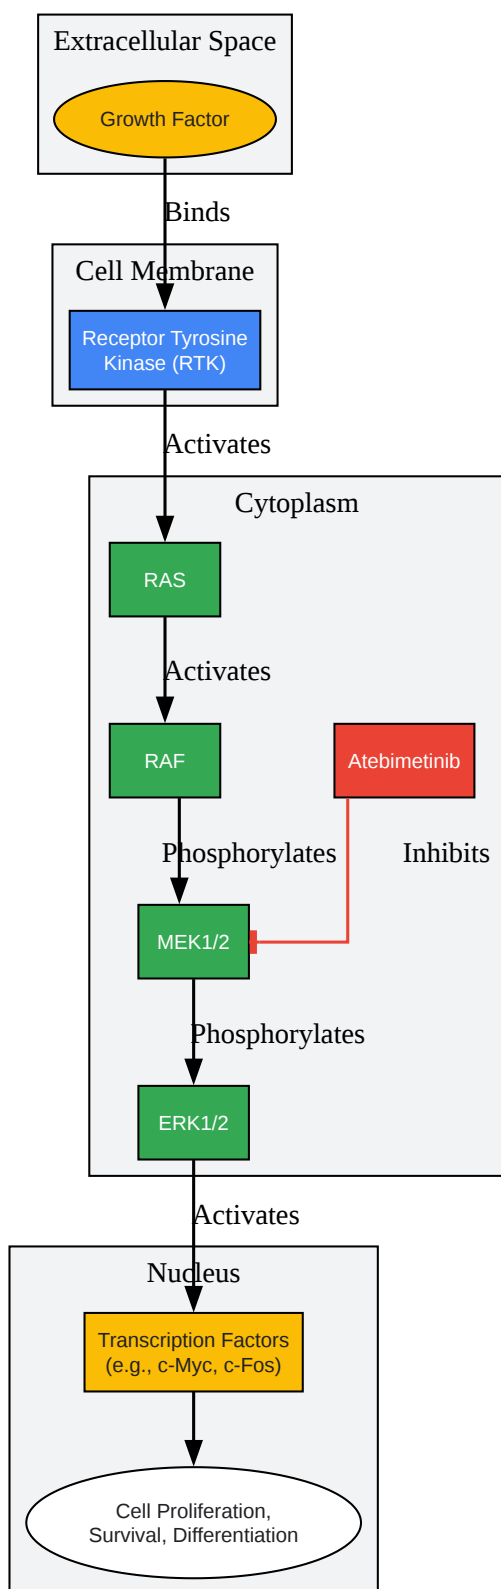 Extracellular Space
Growth Factor
Binds
Cell Membrane
Receptor Tyrosine
Kinase (RTK)
Activates
Cytoplasm
RAS
Activates
RAF
Atebimetinib
Phosphorylates
Inhibits
MEK1/2
Phosphorylates
ERK1/2
Activates
Nucleus
Transcription Factors
(e.g., c-Myc, c-Fos)
Cell Proliferation,
Survival, Differentiation